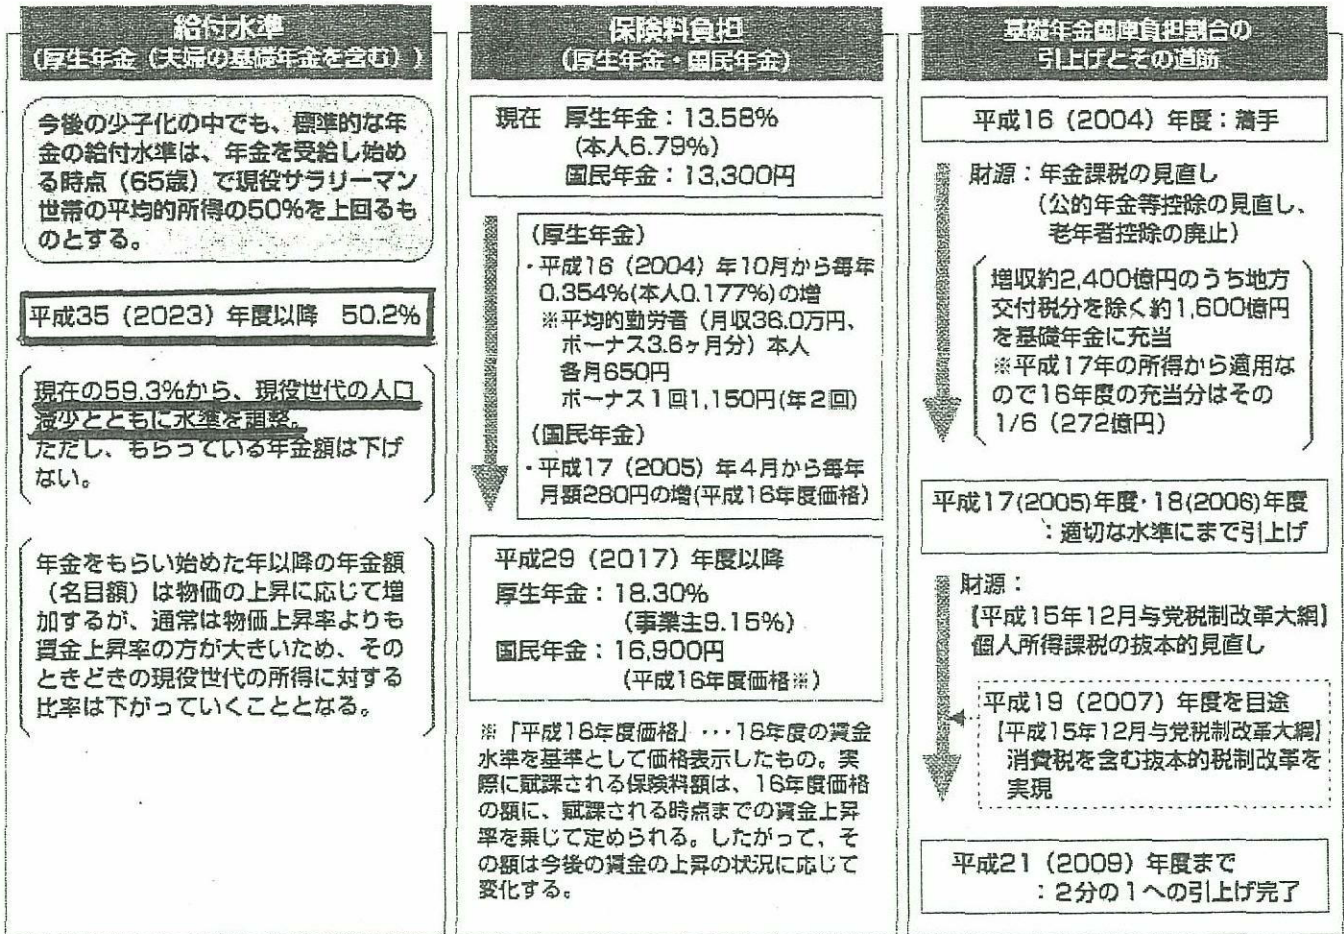 給付水準
(厚生年金（夫婦の基礎年金を含む）)
今後の少子化の中でも、標準的な年
金の給付水準は、年金を受給し始め
る時点（65歳）で現役サラリーマン
世帯の平均的所得の50%を上回るも
のとする。
平成35（2023）年度以降　50.2%
現在の59.3%から、現役世代の人口
減少とともに水準を調整。
ただし、もらっている年金額は下げ
ない。
年金をもらい始めた年以降の年金額
（名目額）は物価の上昇に応じて増
加するが、通常は物価上昇率よりも
賃金上昇率の方が大きいため、その
ときどきの現役世代の所得に対する
比率は下がっていくこととなる。
保険料負担
(厚生年金・国民年金)
現在　厚生年金：13.58%
(本人6.79%)
国民年金：13,300円
（厚生年金）
・平成16（2004）年10月から毎年
0.354%(本人0.177%)の増
※平均的勤労者（月収36.0万円、
ボーナス3.6ヶ月分）本人
各月650円
ボーナス1回1,150円(年2回)
（国民年金）
・平成17（2005）年4月から毎年
月額280円の増(平成16年度価格)
平成29（2017）年度以降
厚生年金：18.30%
(事業主9.15%)
国民年金：16,900円
(平成16年度価格※)
※「平成16年度価格」・・・16年度の賃金
水準を基準として価格表示したもの。実
際に賦課される保険料額は、16年度価格
の額に、賦課される時点までの賃金上昇
率を乗じて定められる。したがって、そ
の額は今後の賃金の上昇の状況に応じて
変化する。
基礎年金国庫負担割合の
引上げとその道筋
平成16（2004）年度：着手
財源：年金課税の見直し
（公的年金等控除の見直し、
老年者控除の廃止）
増収約2,400億円のうち地方
交付税分を除く約1,600億円
を基礎年金に充当
※平成17年の所得から適用な
ので16年度の充当分はその
1/6（272億円）
平成17(2005)年度・18(2006)年度
：適切な水準にまで引上げ
財源：
【平成15年12月与党税制改革大綱】
個人所得課税の抜本的見直し
平成19（2007）年度を目途
【平成15年12月与党税制改革大綱】
消費税を含む抜本的税制改革を
実現
平成21（2009）年度まで
：2分の1への引上げ完了